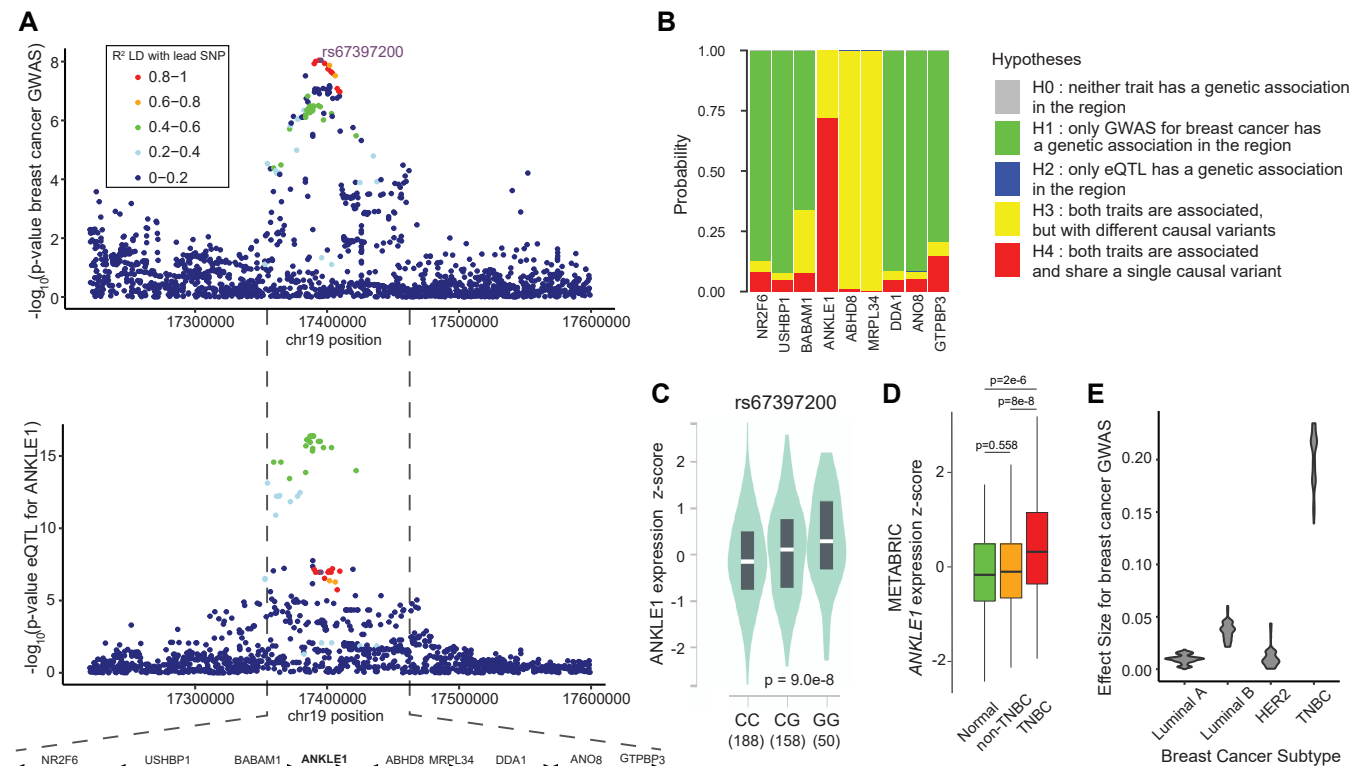 A
-log10(p-value breast cancer GWAS)
8
6
4
2
0
R² LD with lead SNP
0.8−1
0.6−0.8
0.4−0.6
0.2−0.4
0−0.2
rs67397200
17300000 17400000 17500000 17600000
chr19 position
-log10(p-value eQTL for ANKLE1)
15
10
5
0
17300000 17400000 17500000 17600000
chr19 position
NR2F6 USHBP1 BABAM1 ANKLE1 ABHD8 MRPL34 DDA1 ANO8 GTPBP3
B
Probability
1.00
0.75
0.50
0.25
0.00
NR2F6
USHBP1
BABAM1
ANKLE1
ABHD8
MRPL34
DDA1
ANO8
GTPBP3
Hypotheses
H0 : neither trait has a genetic association
in the region
H1 : only GWAS for breast cancer has
a genetic association in the region
H2 : only eQTL has a genetic association
in the region
H3 : both traits are associated,
but with different causal variants
H4 : both traits are associated
and share a single causal variant
C
rs67397200
ANKLE1 expression z-score
2
1
0
-1
-2
p = 9.0e-8
CC CG GG
(188) (158) (50)
D
METABRIC
ANKLE1 expression z-score
2
0
-2
p=2e-6
p=8e-8
p=0.558
Normal
non-TNBC
TNBC
E
Effect Size for breast cancer GWAS
0.20
0.15
0.10
0.05
0.00
Luminal A
Luminal B
HER2
TNBC
Breast Cancer Subtype